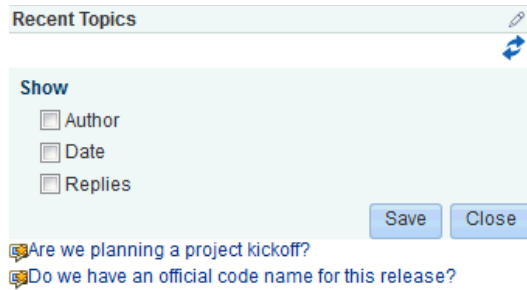 Recent Topics
Show
Author
Date
Replies
Save Close
Are we planning a project kickoff?
Do we have an official code name for this release?